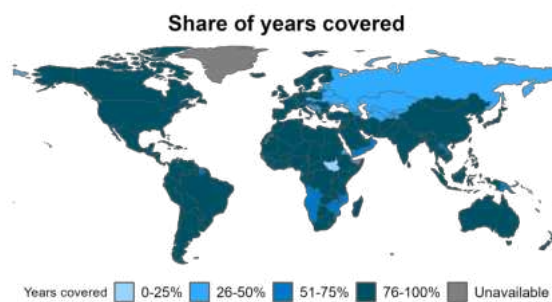 Share of years covered
Years covered 0-25% 26-50% 51-75% 76-100% Unavailable